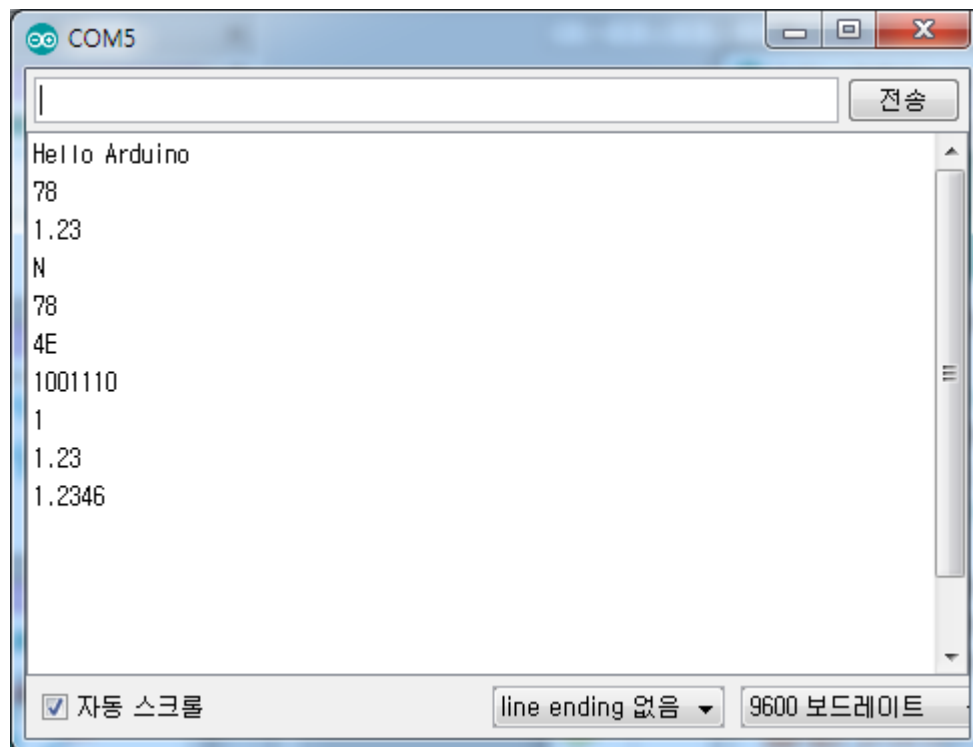 COM5
전송
Hello Arduino
78
1.23
N
78
4E
1001110
1
1.23
1.2346
자동 스크롤
line ending 없음
9600 보드레이트